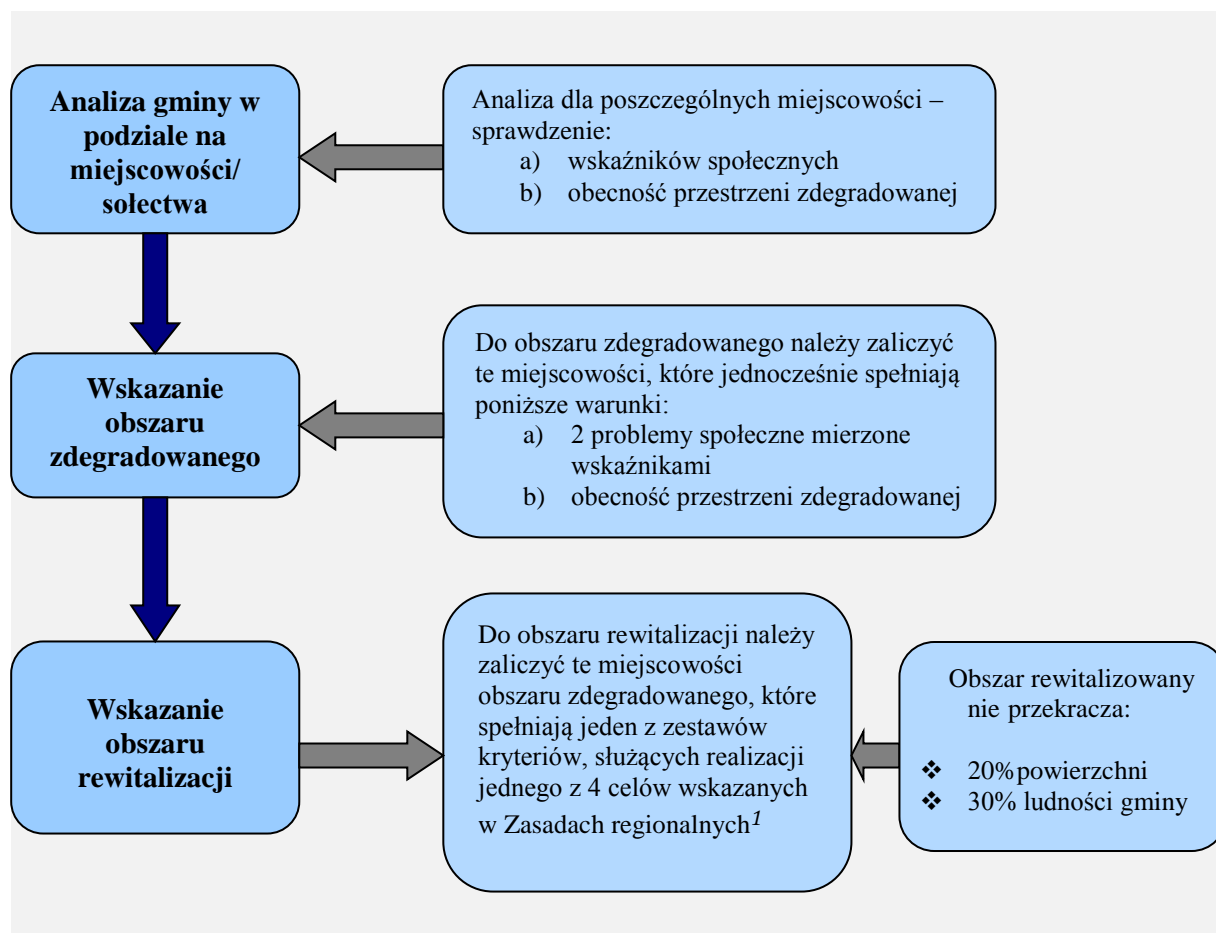 Analiza gminy w
podziale na
miejscowości/
sołectwa
Analiza dla poszczególnych miejscowości –
sprawdzenie:
a) wskaźników społecznych
b) obecność przestrzeni zdegradowanej
Wskazanie
obszaru
zdegradowanego
Do obszaru zdegradowanego należy zaliczyć
te miejscowości, które jednocześnie spełniają
poniższe warunki:
a) 2 problemy społeczne mierzone
wskaźnikami
b) obecność przestrzeni zdegradowanej
Wskazanie
obszaru
rewitalizacji
Do obszaru rewitalizacji należy
zaliczyć te miejscowości
obszaru zdegradowanego, które
spełniają jeden z zestawów
kryteriów, służących realizacji
jednego z 4 celów wskazanych
w Zasadach regionalnych¹
Obszar rewitalizowany
nie przekracza:
❖ 20%powierzchni
❖ 30% ludności gminy